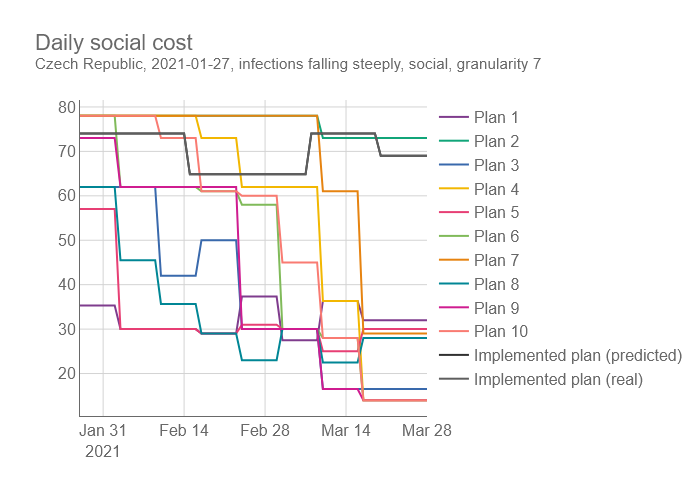 Daily social cost
Czech Republic, 2021-01-27, infections falling steeply, social, granularity 7
80
70
60
50
40
30
20
Jan 31
2021
Feb 14
Feb 28
Mar 14
Mar 28
Plan 1
Plan 2
Plan 3
Plan 4
Plan 5
Plan 6
Plan 7
Plan 8
Plan 9
Plan 10
Implemented plan (predicted)
Implemented plan (real)